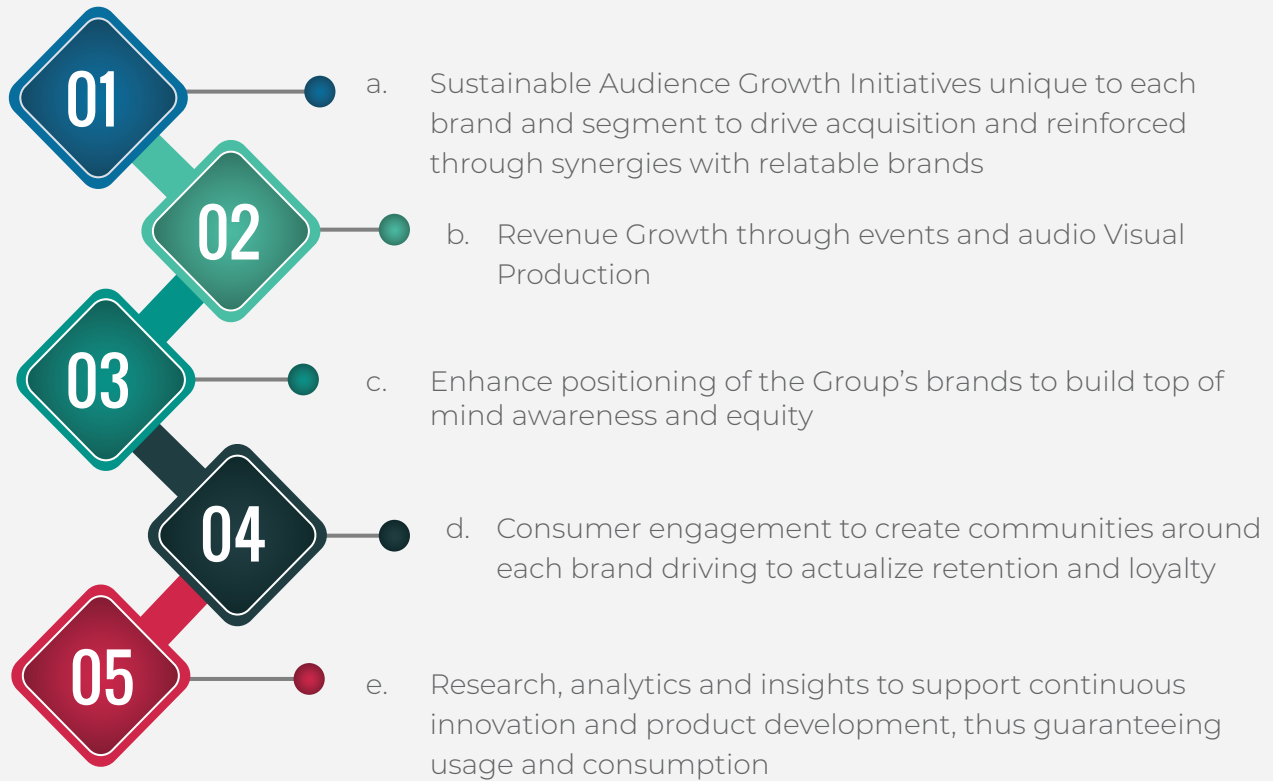 01
a. Sustainable Audience Growth Initiatives unique to each
brand and segment to drive acquisition and reinforced
through synergies with relatable brands
02
b. Revenue Growth through events and audio Visual
Production
03
c. Enhance positioning of the Group’s brands to build top of
mind awareness and equity
04
d. Consumer engagement to create communities around
each brand driving to actualize retention and loyalty
05
e. Research, analytics and insights to support continuous
innovation and product development, thus guaranteeing
usage and consumption